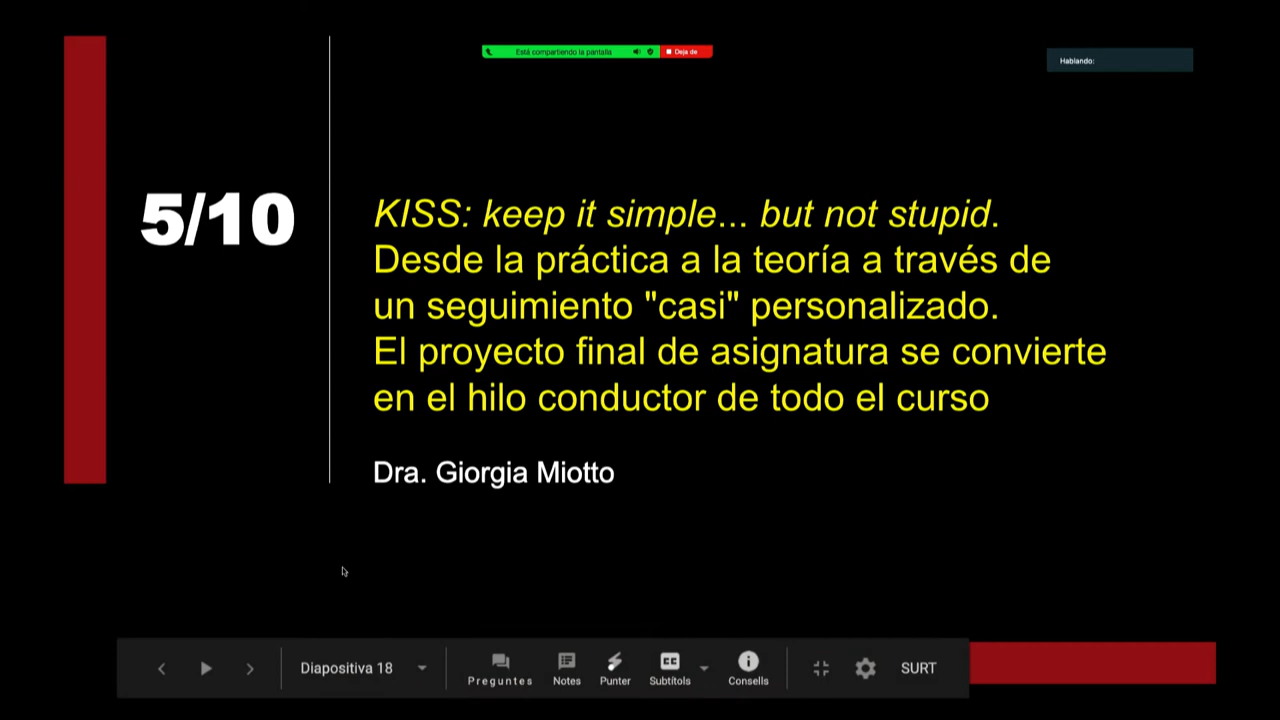 Está compartiendo la pantalla
Deja de
Hablando:
5/10
KISS: keep it simple... but not stupid.
Desde la práctica a la teoría a través de
un seguimiento "casi" personalizado.
El proyecto final de asignatura se convierte
en el hilo conductor de todo el curso
Dra. Giorgia Miotto
Diapositiva 18
Preguntes
Notes
Punter
CC
Subtítols
Consells
SURT